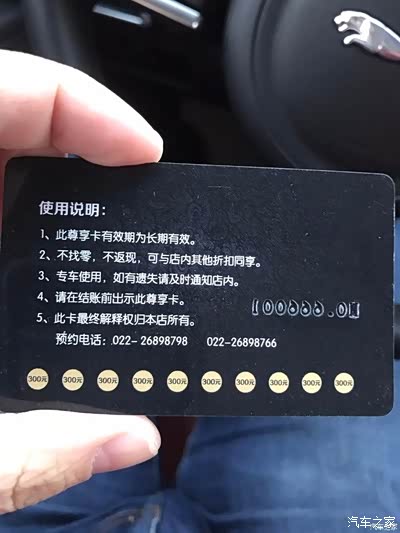 使用说明：
1、此尊享卡有效期为长期有效。
2、不找零，不返现，可与店内其他折扣同享。
3、专车使用，如有遗失请及时通知店内。
4、请在结账前出示此尊享卡。
5、此卡最终解释权归本店所有。
预约电话：022-26898798 022-26898766
300元 300元 300元 300元 300元 300元 300元 300元 300元 300元
汽车之家